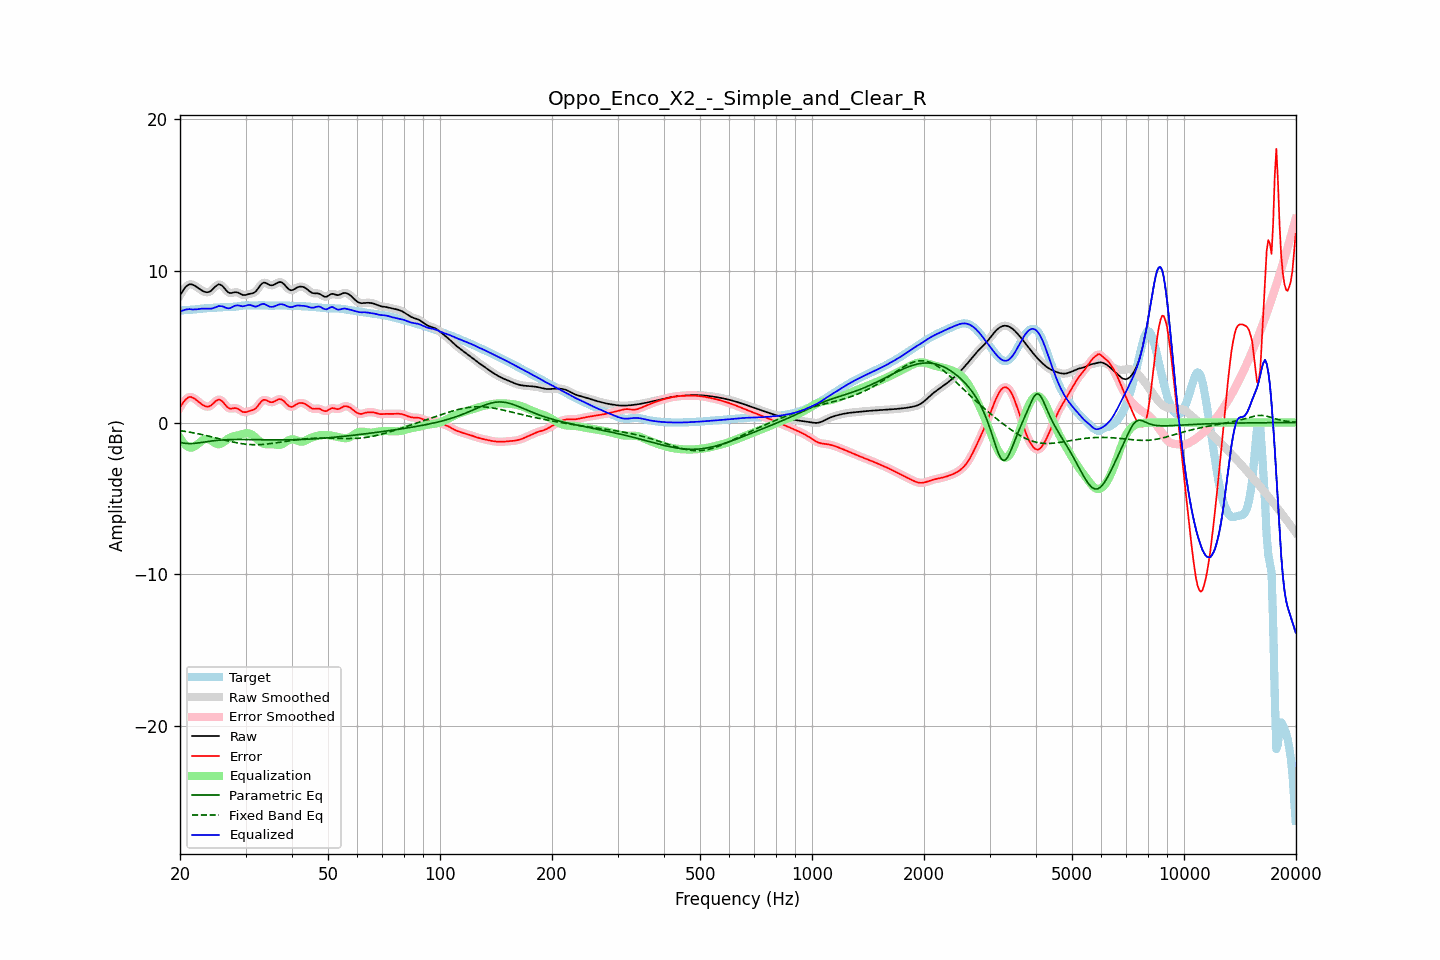 Oppo_Enco_X2_-_Simple_and_Clear_R
20
10
0
−10
−20
Amplitude (dBr)
Target
Raw Smoothed
Error Smoothed
Raw
Error
Equalization
Parametric Eq
Fixed Band Eq
Equalized
20 50 100 200 500 1000 2000 5000 10000 20000
Frequency (Hz)